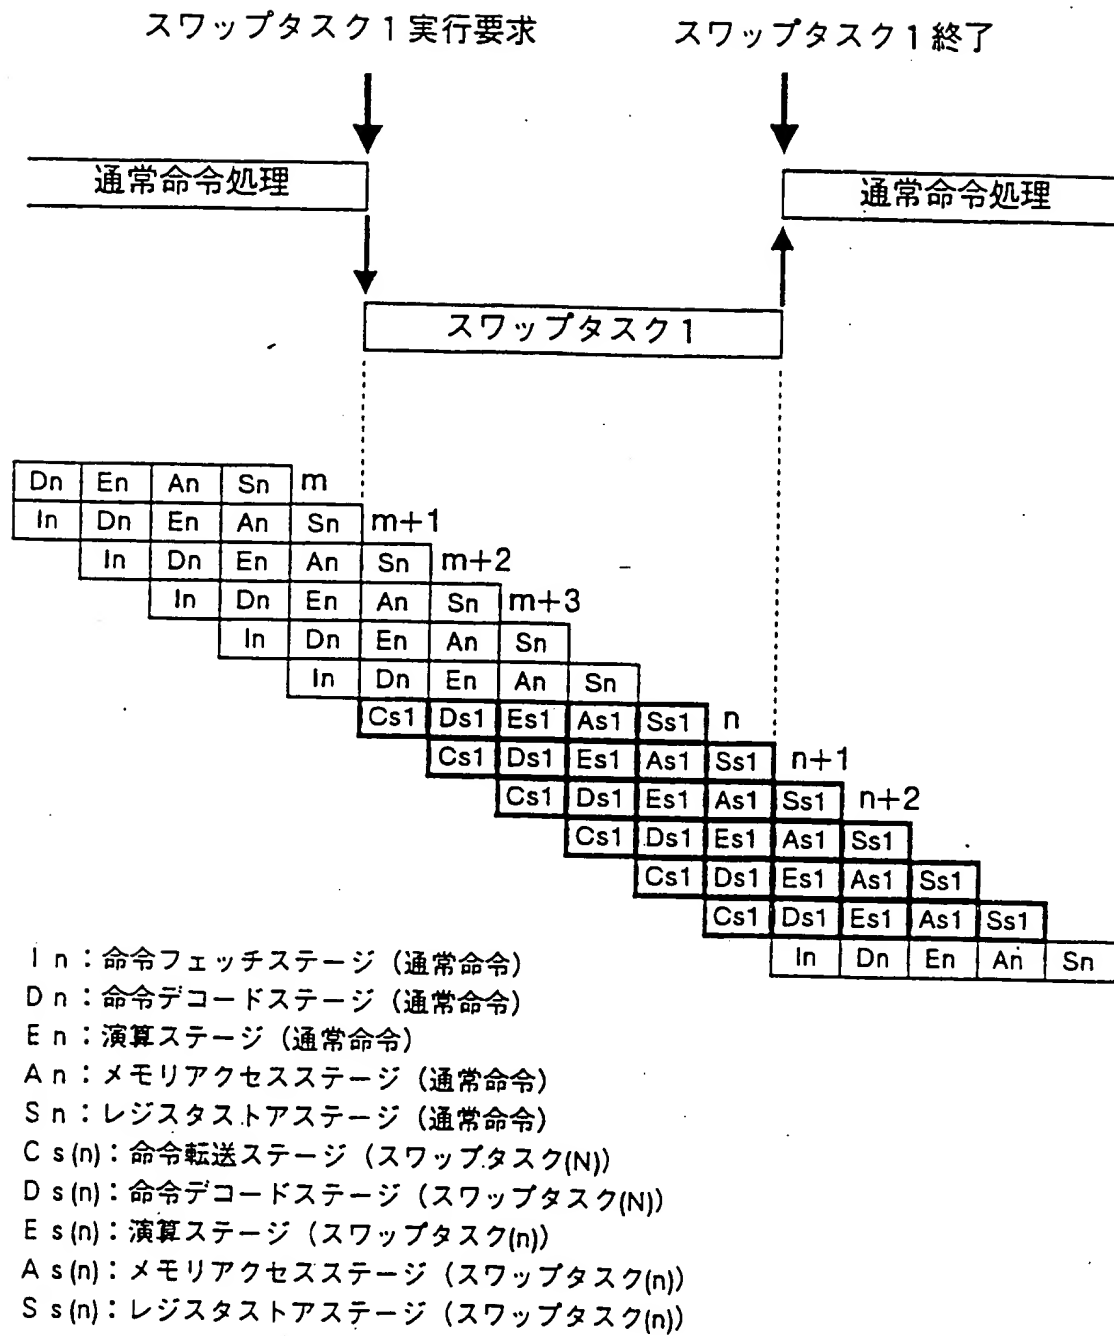 スワップタスク1実行要求
スワップタスク1終了
通常命令処理
通常命令処理
スワップタスク1
Dn En An Sn m
In Dn En An Sn m+1
In Dn En An Sn m+2
In Dn En An Sn m+3
In Dn En An Sn
In Dn En An Sn
Cs1 Ds1 Es1 As1 Ss1 n
Cs1 Ds1 Es1 As1 Ss1 n+1
Cs1 Ds1 Es1 As1 Ss1 n+2
Cs1 Ds1 Es1 As1 Ss1
Cs1 Ds1 Es1 As1 Ss1
Cs1 Ds1 Es1 As1 Ss1
In Dn En An Sn
In:命令フェッチステージ(通常命令)
Dn:命令デコードステージ(通常命令)
En:演算ステージ(通常命令)
An:メモリアクセスステージ(通常命令)
Sn:レジスタストアステージ(通常命令)
Cs(n):命令転送ステージ(スワップタスク(N))
Ds(n):命令デコードステージ(スワップタスク(N))
Es(n):演算ステージ(スワップタスク(n))
As(n):メモリアクセスステージ(スワップタスク(n))
Ss(n):レジスタストアステージ(スワップタスク(n))